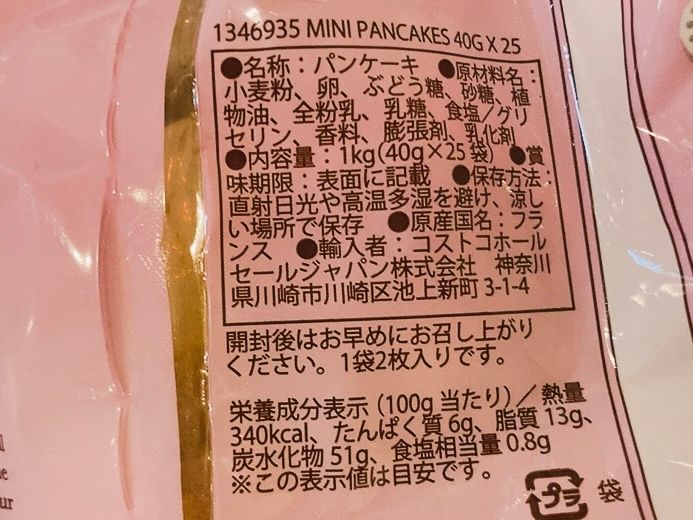 1346935 MINI PANCAKES 40G X 25
●名称：パンケーキ ●原材料名：
小麦粉、卵、ぶどう糖、砂糖、植
物油、全粉乳、乳糖、食塩／グリ
セリン、香料、膨張剤、乳化剤
●内容量：1kg(40g×25袋) ●賞
味期限：表面に記載 ●保存方法：
直射日光や高温多湿を避け、涼し
い場所で保存 ●原産国名：フラ
ンス ●輸入者：コストコホール
セールジャパン株式会社 神奈川
県川崎市川崎区池上新町 3-1-4
開封後はお早めにお召し上がり
ください。1袋2枚入りです。
栄養成分表示（100g 当たり）／熱量
340kcal、たんぱく質 6g、脂質 13g、
炭水化物 51g、食塩相当量 0.8g
※この表示値は目安です。
プラ 袋